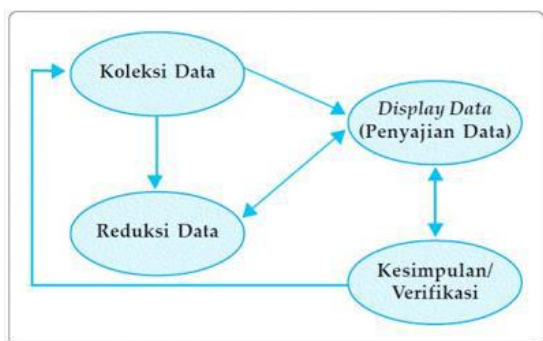 Koleksi Data
Display Data
(Penyajian Data)
Reduksi Data
Kesimpulan/
Verifikasi